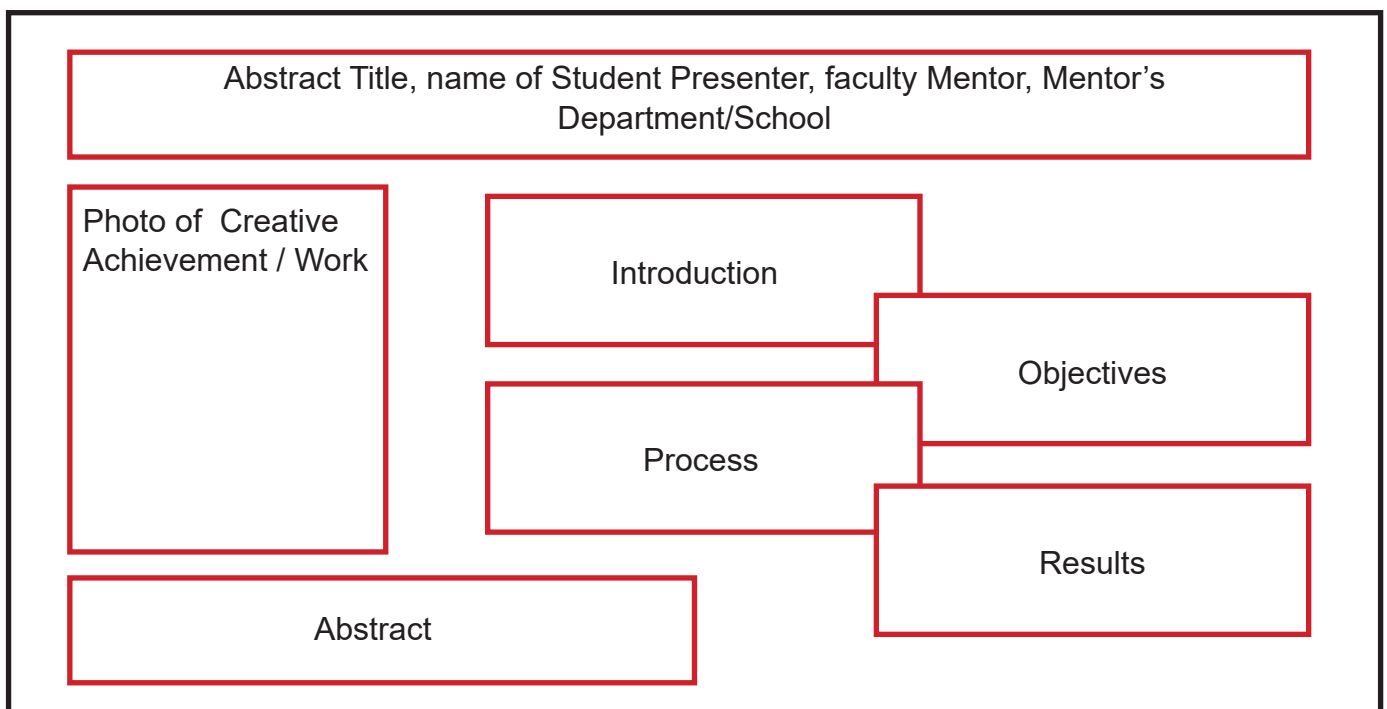 Abstract Title, name of Student Presenter, faculty Mentor, Mentor’s
Department/School
Photo of  Creative
Achievement / Work
Introduction
Objectives
Process
Results
Abstract